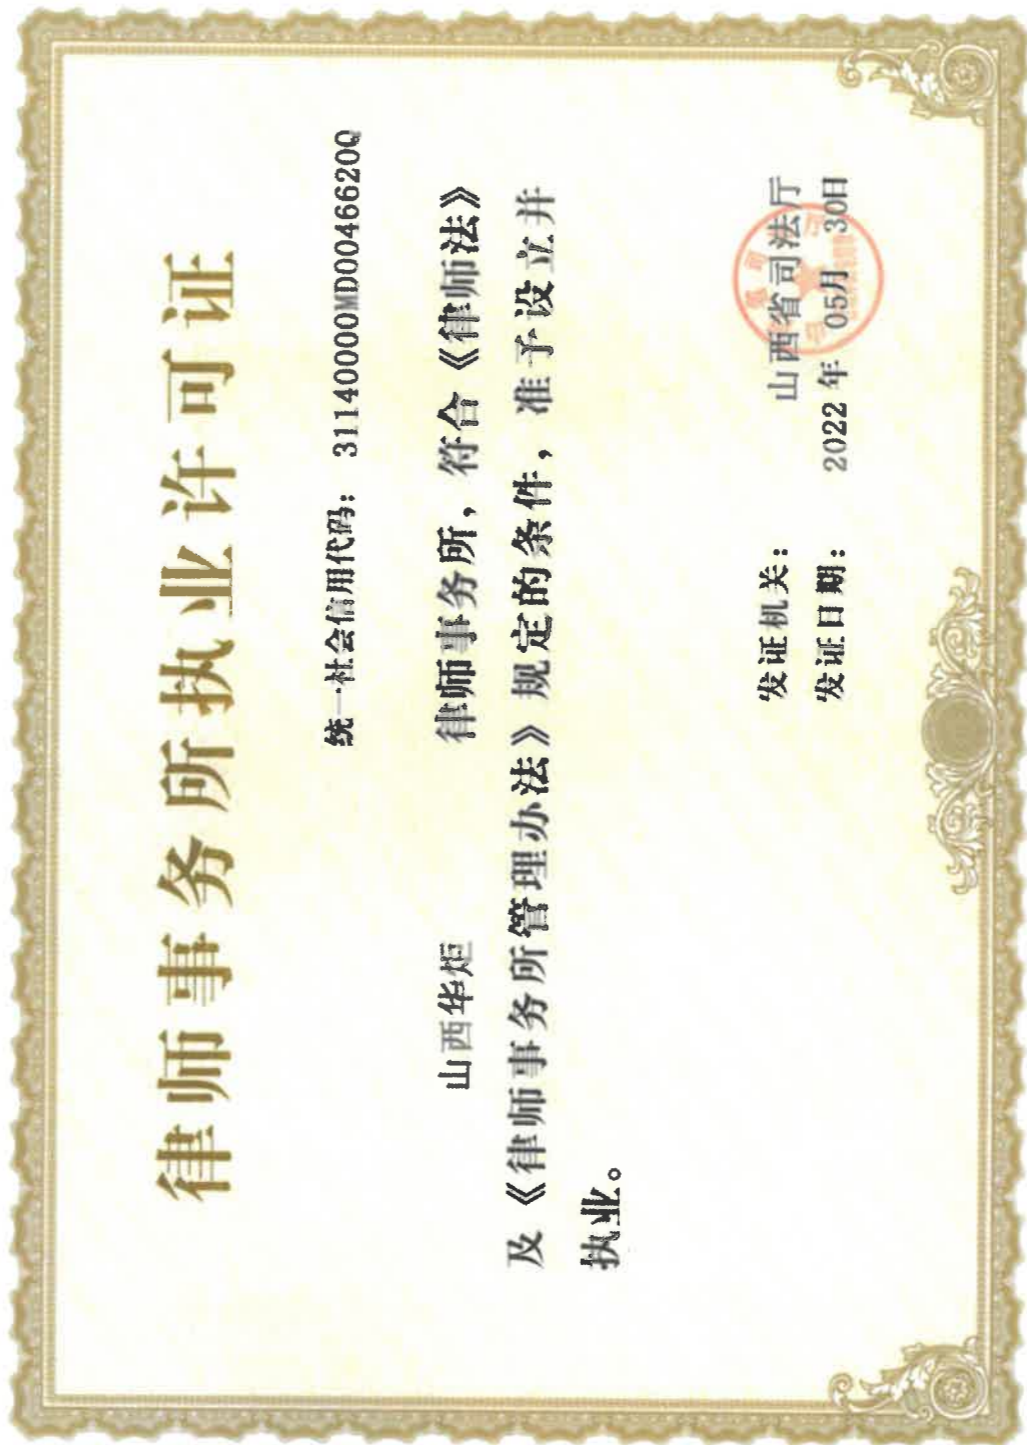 律师事务所执业许可证
统一社会信用代码: 31140000MD0046620Q
山西华炬 律师事务所, 符合《律师法》
及《律师事务所管理办法》规定的条件, 准予设立并
执业。
发证机关: 山西省司法厅
发证日期: 2022 年 05月 30日